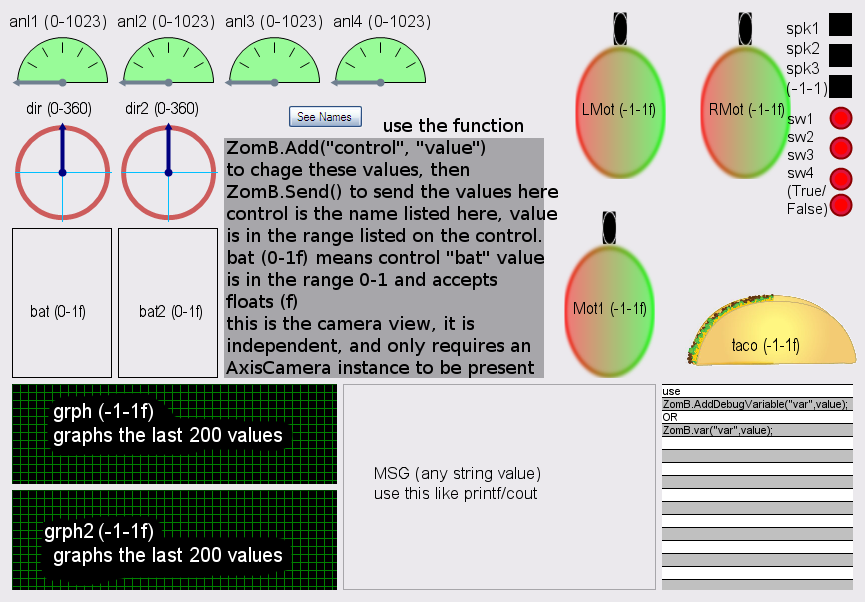 anl1 (0-1023)
anl2 (0-1023)
anl3 (0-1023)
anl4 (0-1023)
dir (0-360)
dir2 (0-360)
See Names
use the function
ZomB.Add("control", "value")
to chage these values, then
ZomB.Send() to send the values here
control is the name listed here, value
is in the range listed on the control.
bat (0-1f) means control "bat" value
is in the range 0-1 and accepts
floats (f)
this is the camera view, it is
independent, and only requires an
AxisCamera instance to be present
LMot (-1-1f)
RMot (-1-1f)
spk1
spk2
spk3
(-1-1)
sw1
sw2
sw3
sw4
(True/
False)
bat (0-1f)
bat2 (0-1f)
Mot1 (-1-1f)
taco (-1-1f)
grph (-1-1f)
graphs the last 200 values
grph2 (-1-1f)
graphs the last 200 values
MSG (any string value)
use this like printf/cout
use
ZomB.AddDebugVariable("var",value);
OR
ZomB.var("var",value);